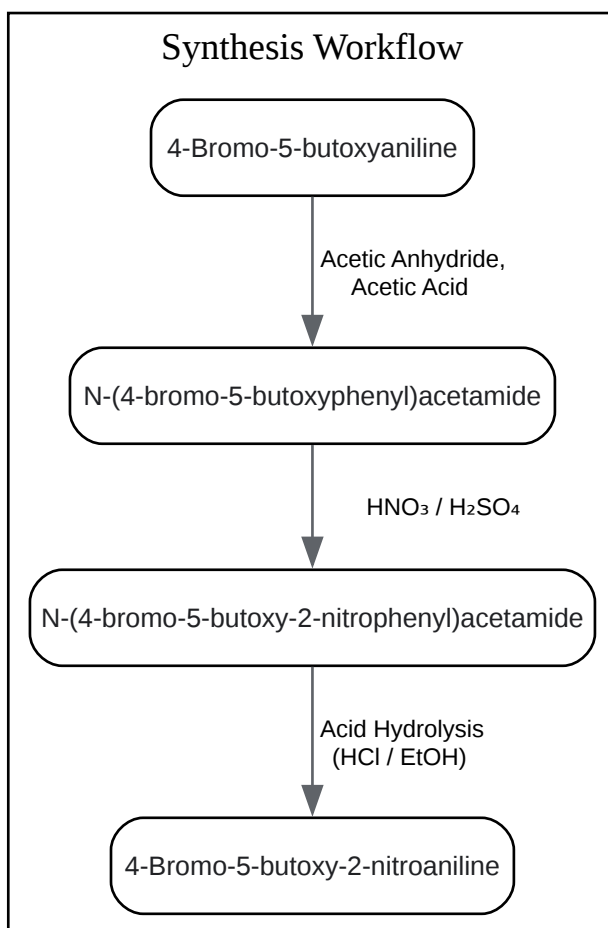 Synthesis Workflow
4-Bromo-5-butoxyaniline
Acetic Anhydride,
Acetic Acid
N-(4-bromo-5-butoxyphenyl)acetamide
HNO₃ / H₂SO₄
N-(4-bromo-5-butoxy-2-nitrophenyl)acetamide
Acid Hydrolysis
(HCl / EtOH)
4-Bromo-5-butoxy-2-nitroaniline